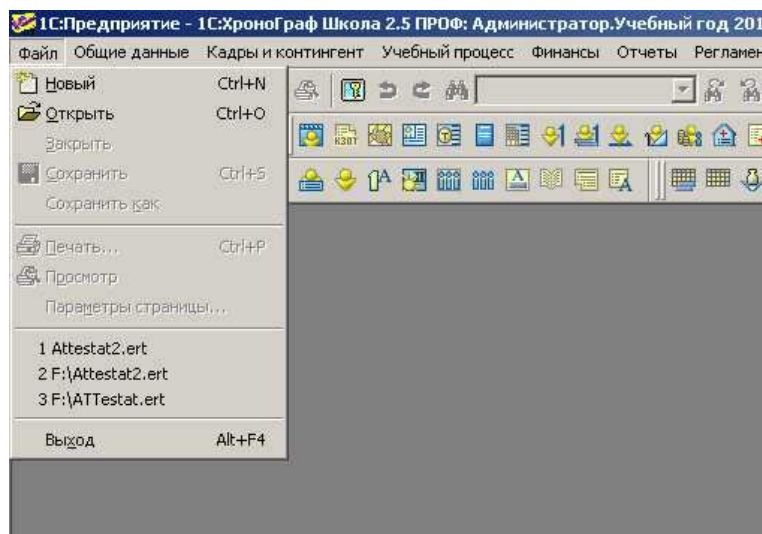 1С:Предприятие - 1С:ХроноГраф Школа 2.5 ПРОФ: Администратор.Учебный год 201
Файл Общие данные Кадры и контингент Учебный процесс Финансы Отчеты Регламен
Новый Ctrl+N
Открыть Ctrl+O
Закрыть
Сохранить Ctrl+S
Сохранить как
Печать... Ctrl+P
Просмотр
Параметры страницы...
1 Attestat2.ert
2 F:\Attestat2.ert
3 F:\ATTestat.ert
Выход Alt+F4